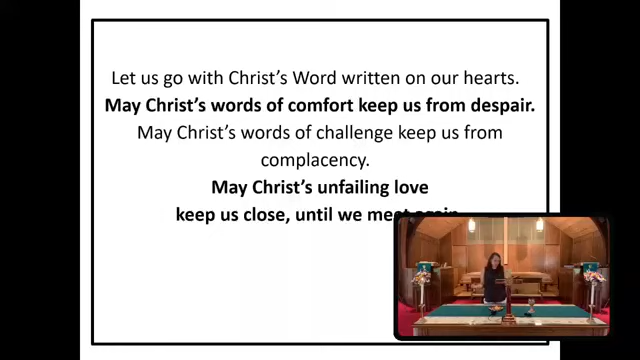 Let us go with Christ's Word written on our hearts.
May Christ's words of comfort keep us from despair.
May Christ's words of challenge keep us from
complacency.
May Christ's unfailing love
keep us close, until we meet again